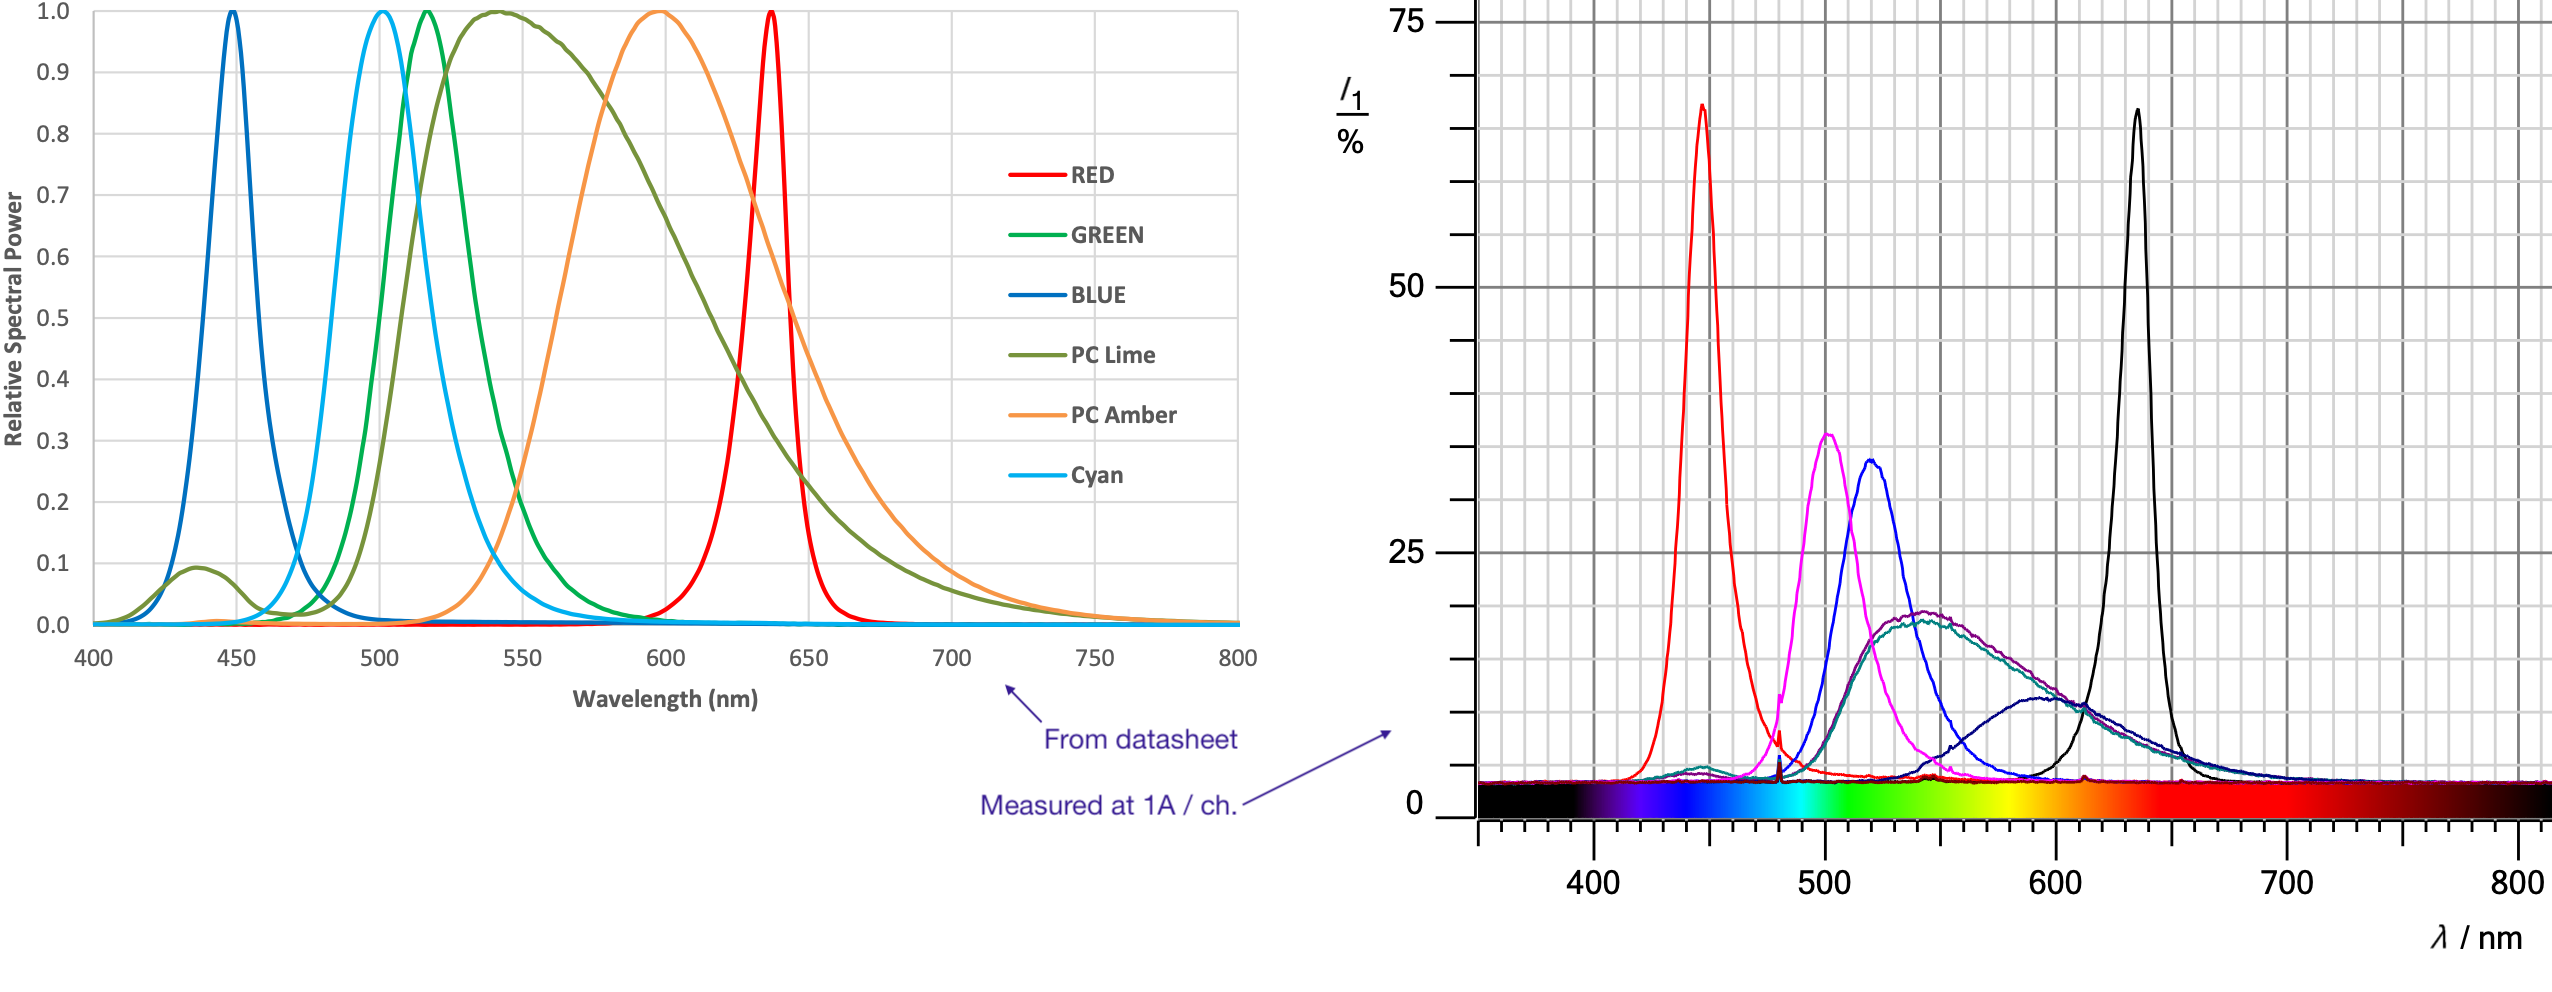 1.0
0.9
0.8
0.7
0.6
0.5
0.4
0.3
0.2
0.1
0.0
Relative Spectral Power
400 450 500 550 600 650 700 750 800
Wavelength (nm)
RED
GREEN
BLUE
PC Lime
PC Amber
Cyan
From datasheet
Measured at 1A / ch.
/1
%
75
50
25
0
400 500 600 700 800
λ / nm